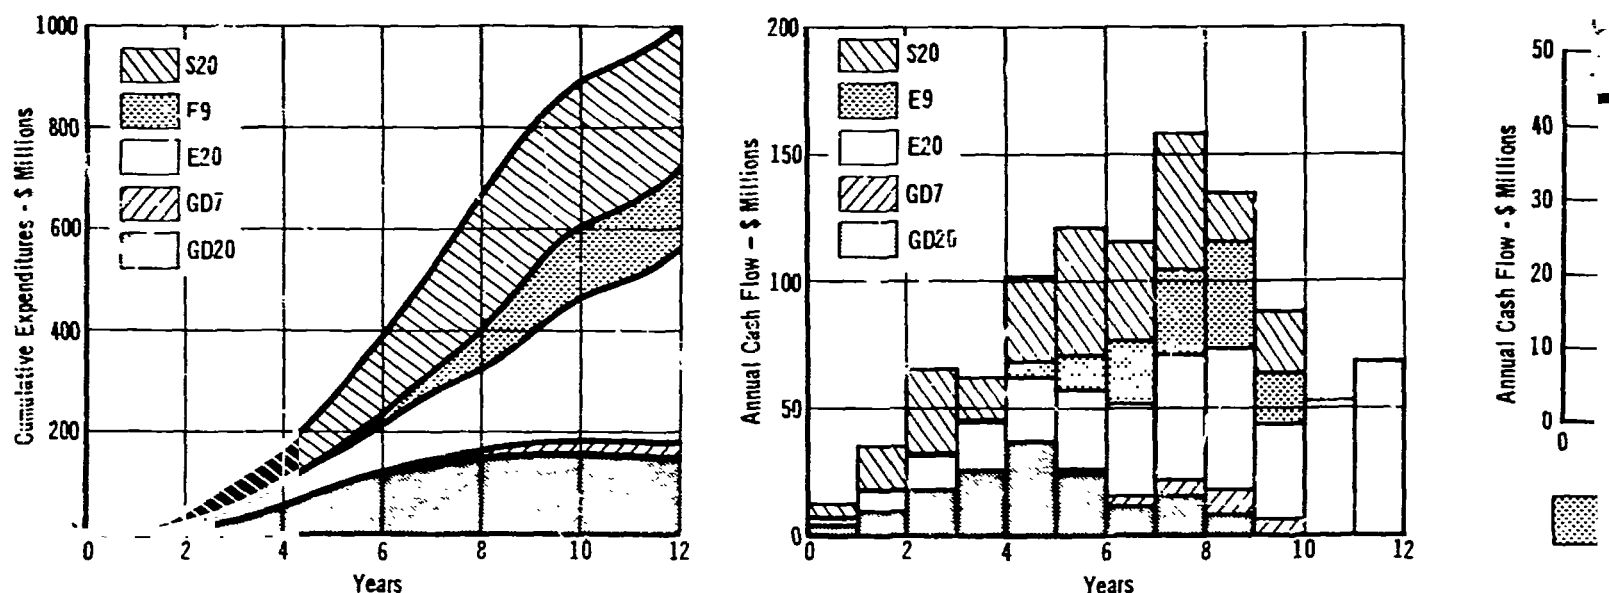 Cumulative Expenditures - $ Millions
1000
800
600
400
200
S20
F9
E20
GD7
GD20
0 2 4 6 8 10 12
Years
Annual Cash Flow - $ Millions
200
150
100
50
0
S20
E9
E20
GD7
GD20
0 2 4 6 8 10 12
Years
Annual Cash Flow - $ Millions
50
40
30
20
10
0
0